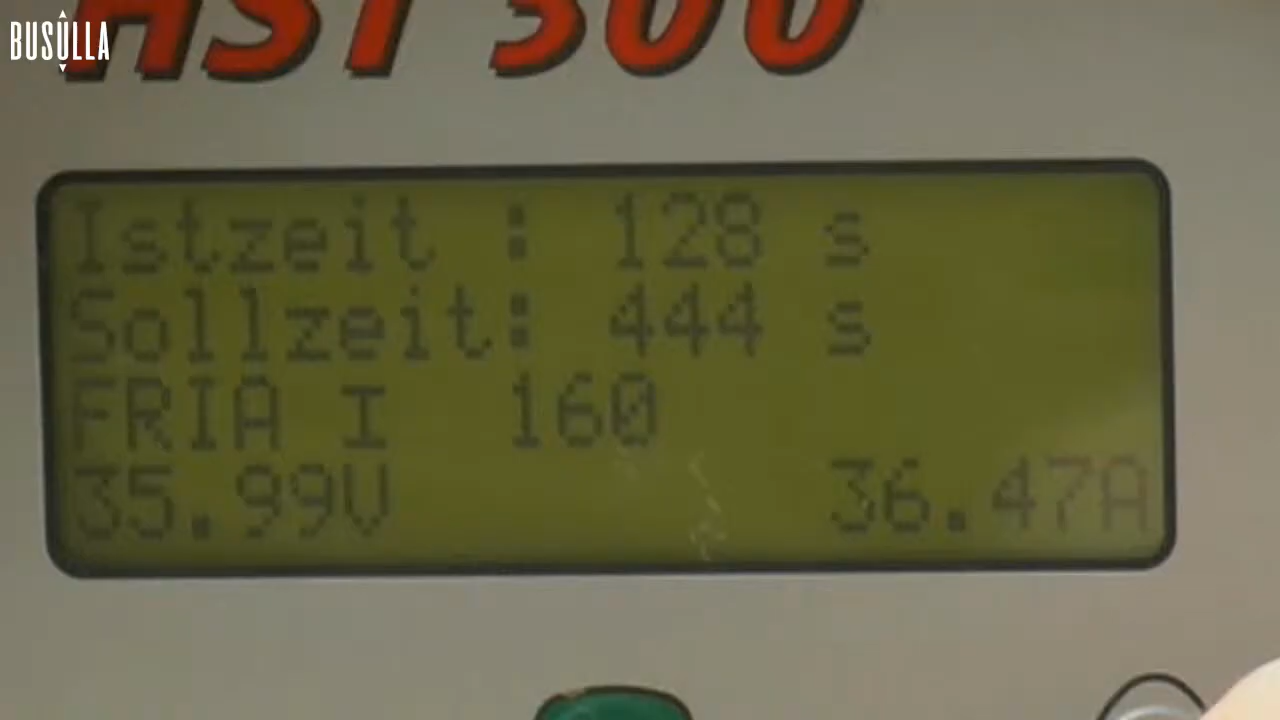 BUSULLA
HST 300
Istzeit : 128 s
Sollzeit: 444 s
FRIA I 160
35.99V 36.47A